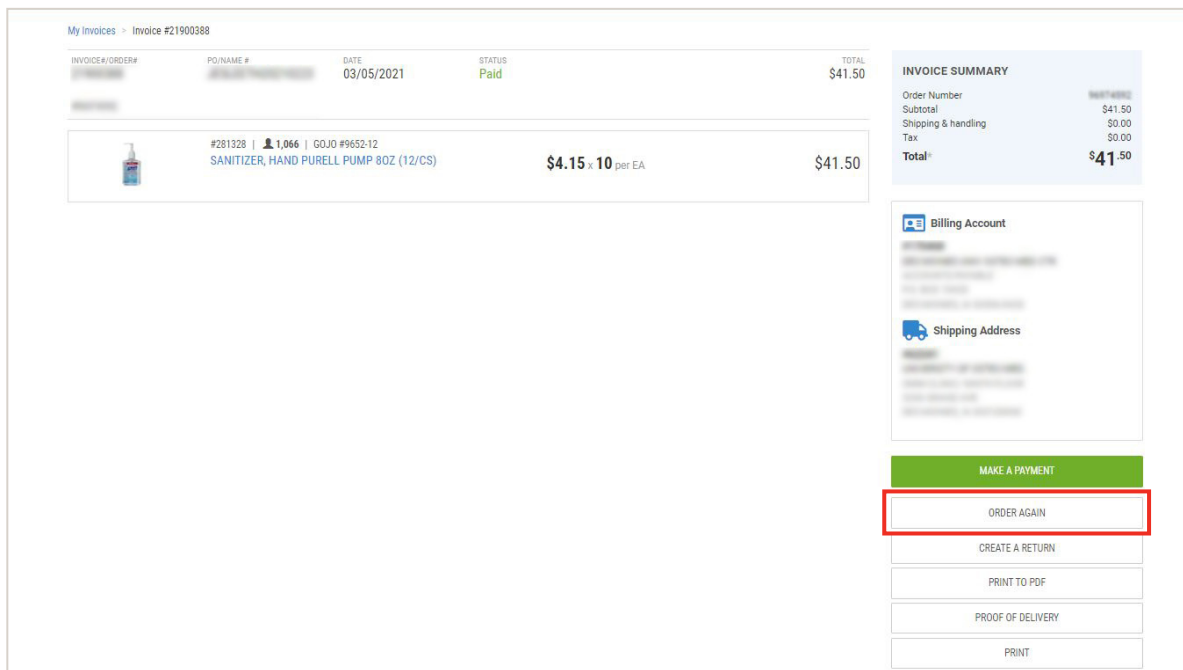 My Invoices > Invoice #21900388
INVOICE#/ORDER#
PO/NAME #
DATE
03/05/2021
STATUS
Paid
TOTAL
$41.50
#281328 | 1,066 | GOJO #9652-12
SANITIZER, HAND PURELL PUMP 8OZ (12/CS)
$4.15 x 10 per EA
$41.50
INVOICE SUMMARY
Order Number
Subtotal $41.50
Shipping & handling $0.00
Tax $0.00
Total* $41.50
Billing Account
Shipping Address
MAKE A PAYMENT
ORDER AGAIN
CREATE A RETURN
PRINT TO PDF
PROOF OF DELIVERY
PRINT